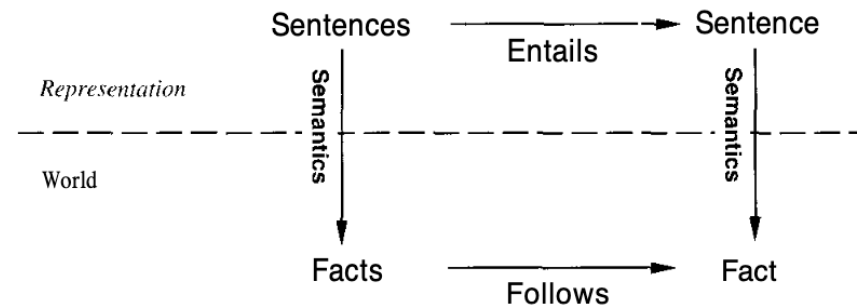 Sentences
Sentence
Entails
Semantics
Semantics
Representation
World
Facts
Fact
Follows